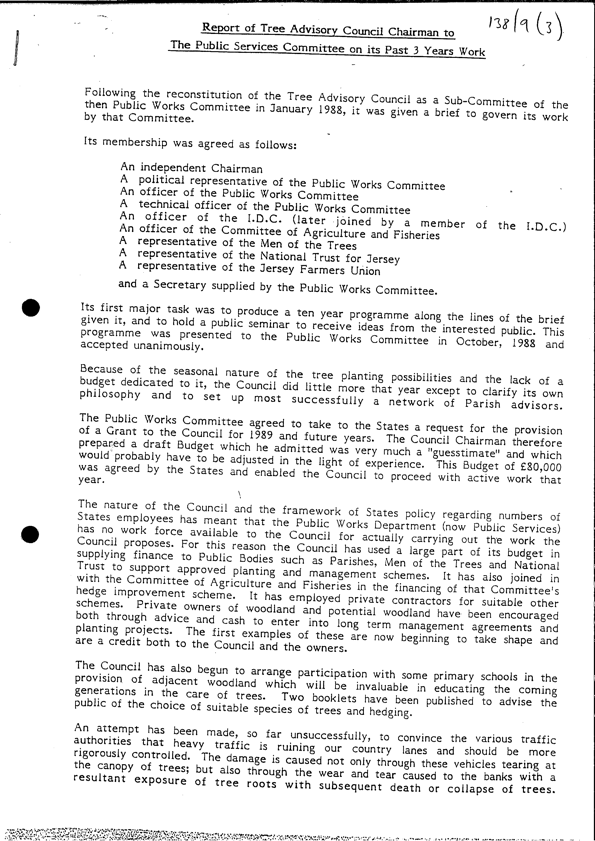 138/9 (3)
Report of Tree Advisory Council Chairman to
The Public Services Committee on its Past 3 Years Work
Following the reconstitution of the Tree Advisory Council as a Sub-Committee of the
then Public Works Committee in January 1988, it was given a brief to govern its work
by that Committee.
Its membership was agreed as follows:
An independent Chairman
A political representative of the Public Works Committee
An officer of the Public Works Committee
A technical officer of the Public Works Committee
An officer of the I.D.C. (later joined by a member of the I.D.C.)
An officer of the Committee of Agriculture and Fisheries
A representative of the Men of the Trees
A representative of the National Trust for Jersey
A representative of the Jersey Farmers Union
and a Secretary supplied by the Public Works Committee.
Its first major task was to produce a ten year programme along the lines of the brief
given it, and to hold a public seminar to receive ideas from the interested public. This
programme was presented to the Public Works Committee in October, 1988 and
accepted unanimously.
Because of the seasonal nature of the tree planting possibilities and the lack of a
budget dedicated to it, the Council did little more that year except to clarify its own
philosophy and to set up most successfully a network of Parish advisors.
The Public Works Committee agreed to take to the States a request for the provision
of a Grant to the Council for 1989 and future years. The Council Chairman therefore
prepared a draft Budget which he admitted was very much a "guesstimate" and which
would probably have to be adjusted in the light of experience. This Budget of £80,000
was agreed by the States and enabled the Council to proceed with active work that
year.
The nature of the Council and the framework of States policy regarding numbers of
States employees has meant that the Public Works Department (now Public Services)
has no work force available to the Council for actually carrying out the work the
Council proposes. For this reason the Council has used a large part of its budget in
supplying finance to Public Bodies such as Parishes, Men of the Trees and National
Trust to support approved planting and management schemes. It has also joined in
with the Committee of Agriculture and Fisheries in the financing of that Committee's
hedge improvement scheme. It has employed private contractors for suitable other
schemes. Private owners of woodland and potential woodland have been encouraged
both through advice and cash to enter into long term management agreements and
planting projects. The first examples of these are now beginning to take shape and
are a credit both to the Council and the owners.
The Council has also begun to arrange participation with some primary schools in the
provision of adjacent woodland which will be invaluable in educating the coming
generations in the care of trees. Two booklets have been published to advise the
public of the choice of suitable species of trees and hedging.
An attempt has been made, so far unsuccessfully, to convince the various traffic
authorities that heavy traffic is ruining our country lanes and should be more
rigorously controlled. The damage is caused not only through these vehicles tearing at
the canopy of trees; but also through the wear and tear caused to the banks with a
resultant exposure of tree roots with subsequent death or collapse of trees.